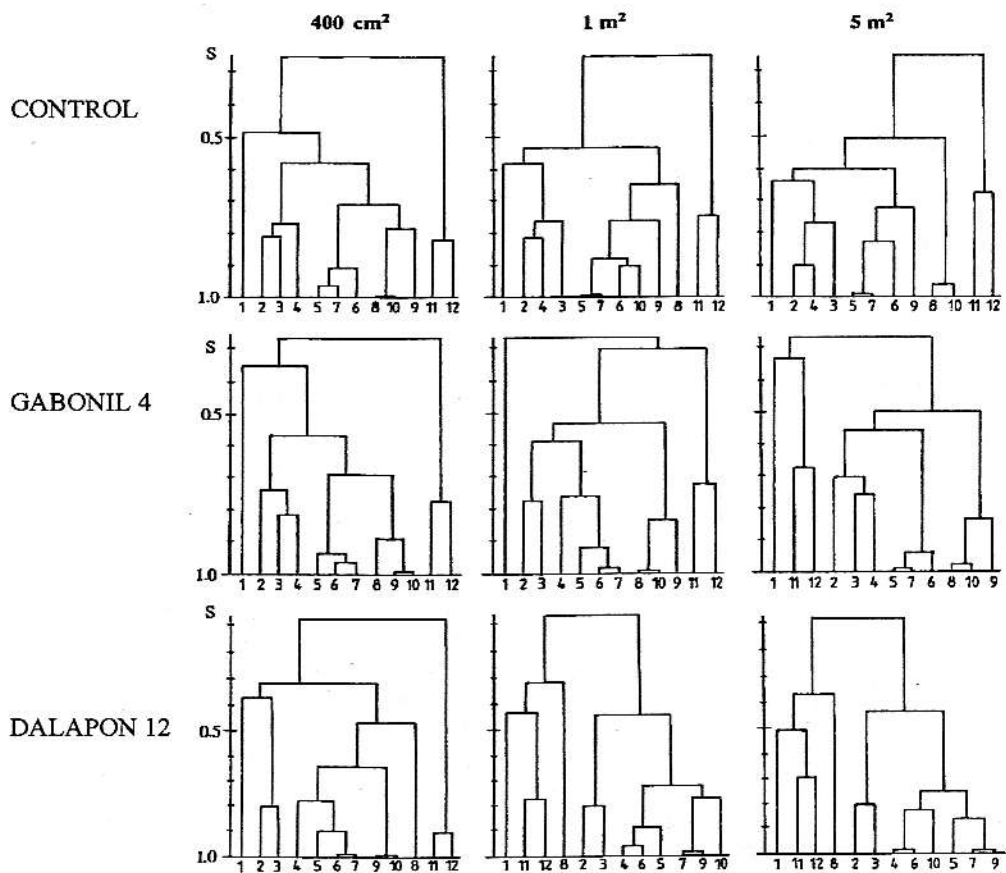 400 cm² 1 m² 5 m²
S
CONTROL
0.5
1.0
1 2 3 4 5 7 6 8 10 9 11 12 1 2 4 3 5 7 6 10 9 8 11 12 1 2 4 3 5 7 6 9 8 10 11 12
S
GABONIL 4
0.5
1.0
1 2 3 4 5 6 7 8 9 10 11 12 1 2 3 4 5 6 7 8 10 9 11 12 1 11 12 2 3 4 5 7 6 8 10 9
S
DALAPON 12
0.5
1.0
1 2 3 4 5 6 7 9 10 8 11 12 1 11 12 8 2 3 4 6 5 7 9 10 1 11 12 8 2 3 4 6 10 5 7 9